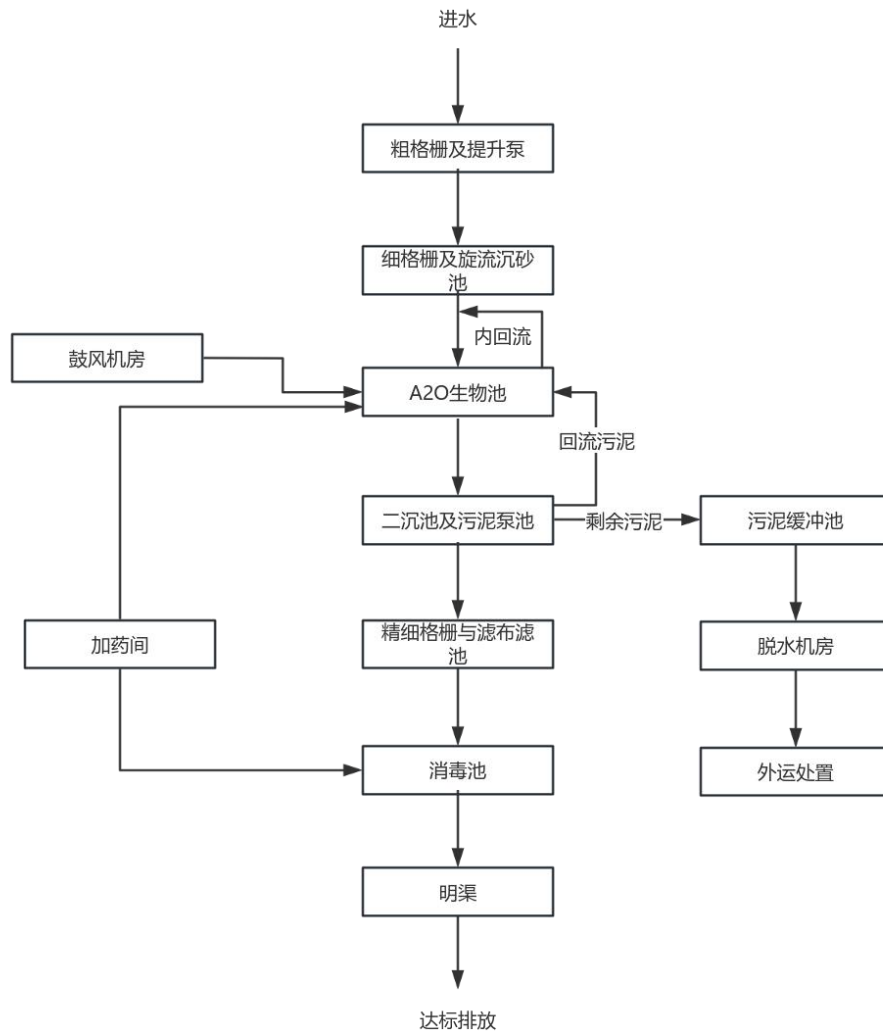 进水
粗格栅及提升泵
细格栅及旋流沉砂
池
内回流
鼓风机房
A2O生物池
回流污泥
二沉池及污泥泵池
剩余污泥
污泥缓冲池
加药间
精细格栅与滤布滤
池
脱水机房
消毒池
外运处置
明渠
达标排放